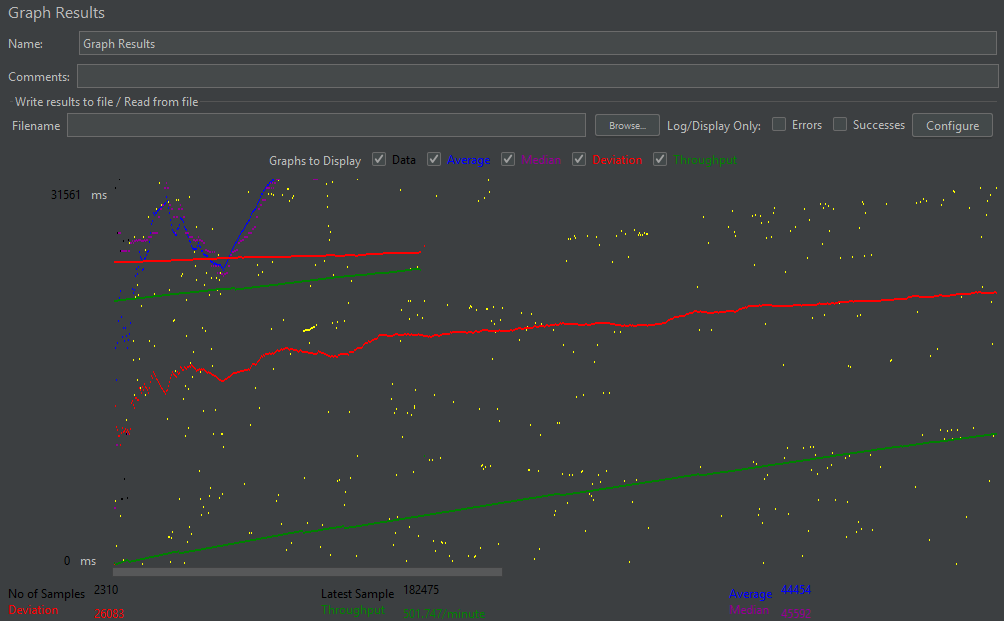 Graph Results
Name: Graph Results
Comments:
Write results to file / Read from file
Filename Browse... Log/Display Only: Errors Successes Configure
Graphs to Display Data Average Median Deviation Throughput
31561 ms
0 ms
No of Samples 2310 Latest Sample 182475 Average 44454
Deviation 26083 Throughput 501.747/minute Median